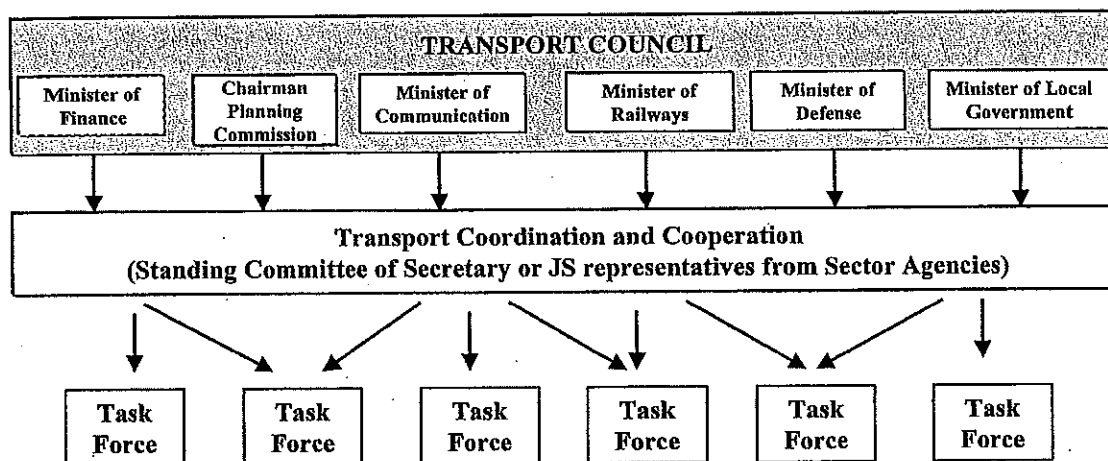 TRANSPORT COUNCIL
Minister of
Finance
Chairman
Planning
Commission
Minister of
Communication
Minister of
Railways
Minister of
Defense
Minister of Local
Government
Transport Coordination and Cooperation
(Standing Committee of Secretary or JS representatives from Sector Agencies)
Task
Force
Task
Force
Task
Force
Task
Force
Task
Force
Task
Force